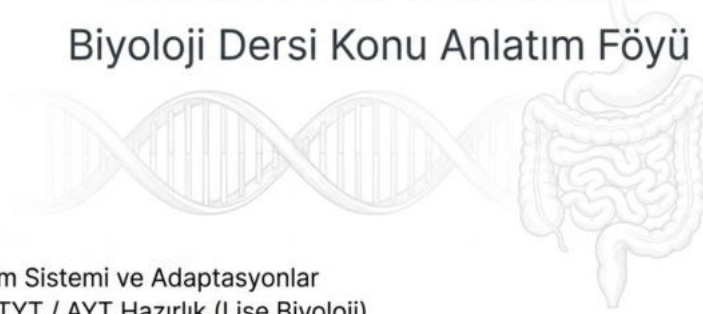 Biyoloji Dersi Konu Anlatım Föyü
Sistemi ve Adaptasyonlar
TYT / AYT Hazırlık (Lise Biyoloji)